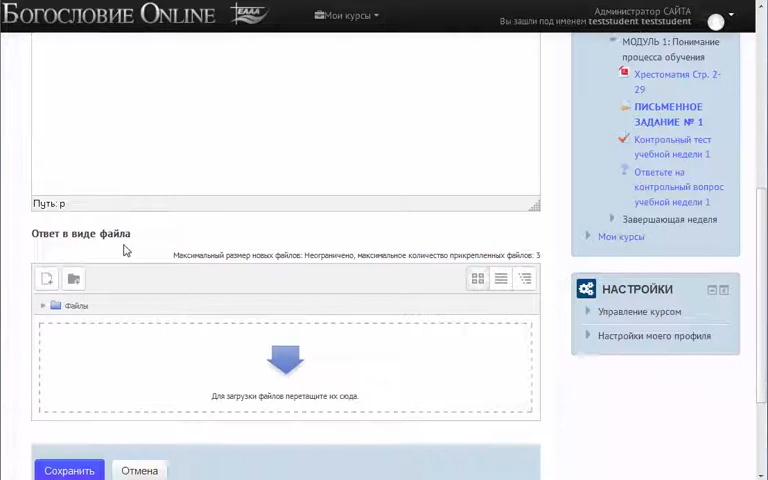 БОГОСЛОВИЕ ONLINE
ЕААА
Мои курсы
Администратор САЙТА
Вы зашли под именем teststudent teststudent
МОДУЛЬ 1: Понимание
процесса обучения
Хрестоматия Стр. 2-
29
ПИСЬМЕННОЕ
ЗАДАНИЕ № 1
Контрольный тест
учебной недели 1
Ответьте на
контрольный вопрос
учебной недели 1
Завершающая неделя
Мои курсы
Путь: p
Ответ в виде файла
Максимальный размер новых файлов: Неограничено, максимальное количество прикрепленных файлов: 3
Файлы
Для загрузки файлов перетащите их сюда.
НАСТРОЙКИ
Управление курсом
Настройки моего профиля
Сохранить
Отмена